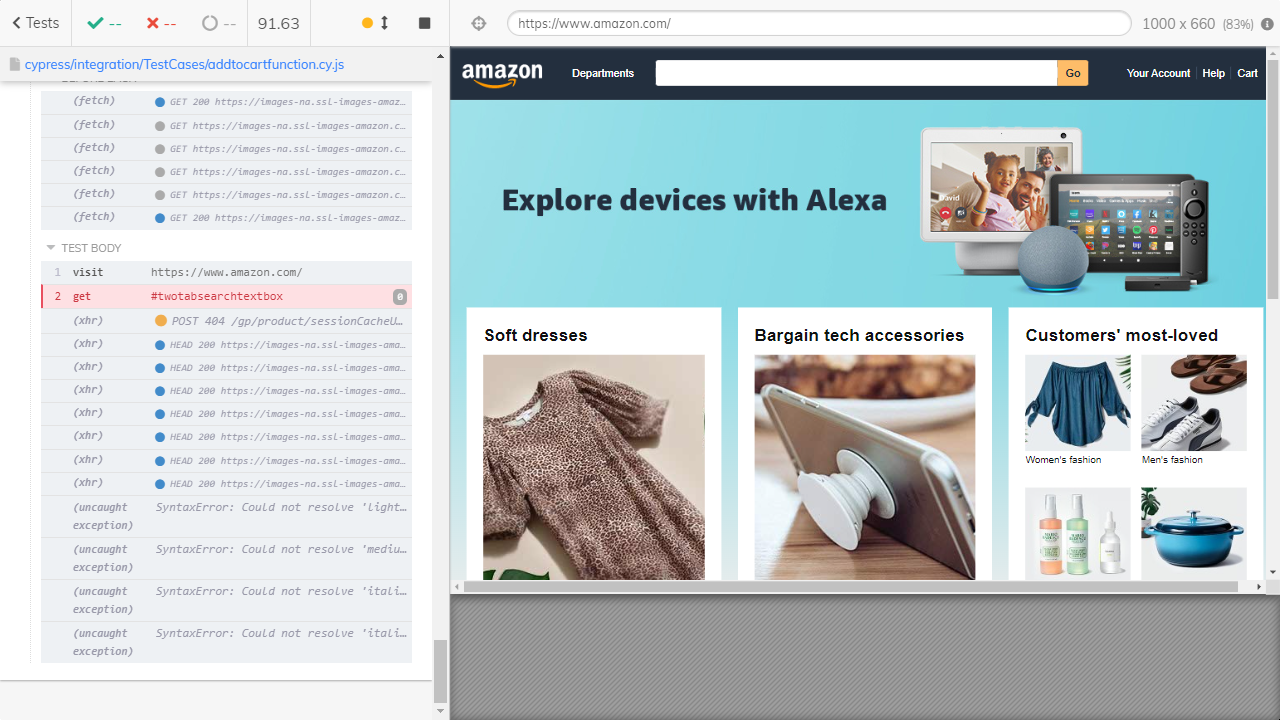 Tests
--
--
--
91.63
https://www.amazon.com/
1000 x 660 (83%)
cypress/integration/TestCases/addtocartfunction.cy.js
(fetch) GET 200 https://images-na.ssl-images-amaz...
(fetch) GET https://images-na.ssl-images-amazon.c...
(fetch) GET https://images-na.ssl-images-amazon.c...
(fetch) GET https://images-na.ssl-images-amazon.c...
(fetch) GET https://images-na.ssl-images-amazon.c...
(fetch) GET 200 https://images-na.ssl-images-amaz...
TEST BODY
1 visit https://www.amazon.com/
2 get #twotabsearchtextbox 0
(xhr) POST 404 /gp/product/sessionCacheU...
(xhr) HEAD 200 https://images-na.ssl-images-ama...
(xhr) HEAD 200 https://images-na.ssl-images-ama...
(xhr) HEAD 200 https://images-na.ssl-images-ama...
(xhr) HEAD 200 https://images-na.ssl-images-ama...
(xhr) HEAD 200 https://images-na.ssl-images-ama...
(xhr) HEAD 200 https://images-na.ssl-images-ama...
(xhr) HEAD 200 https://images-na.ssl-images-ama...
(uncaught exception) SyntaxError: Could not resolve 'light...
(uncaught exception) SyntaxError: Could not resolve 'mediu...
(uncaught exception) SyntaxError: Could not resolve 'itali...
(uncaught exception) SyntaxError: Could not resolve 'itali...
amazon
Departments
Go
Your Account
Help
Cart
Explore devices with Alexa
David
Soft dresses
Bargain tech accessories
Customers' most-loved
Women's fashion
Men's fashion